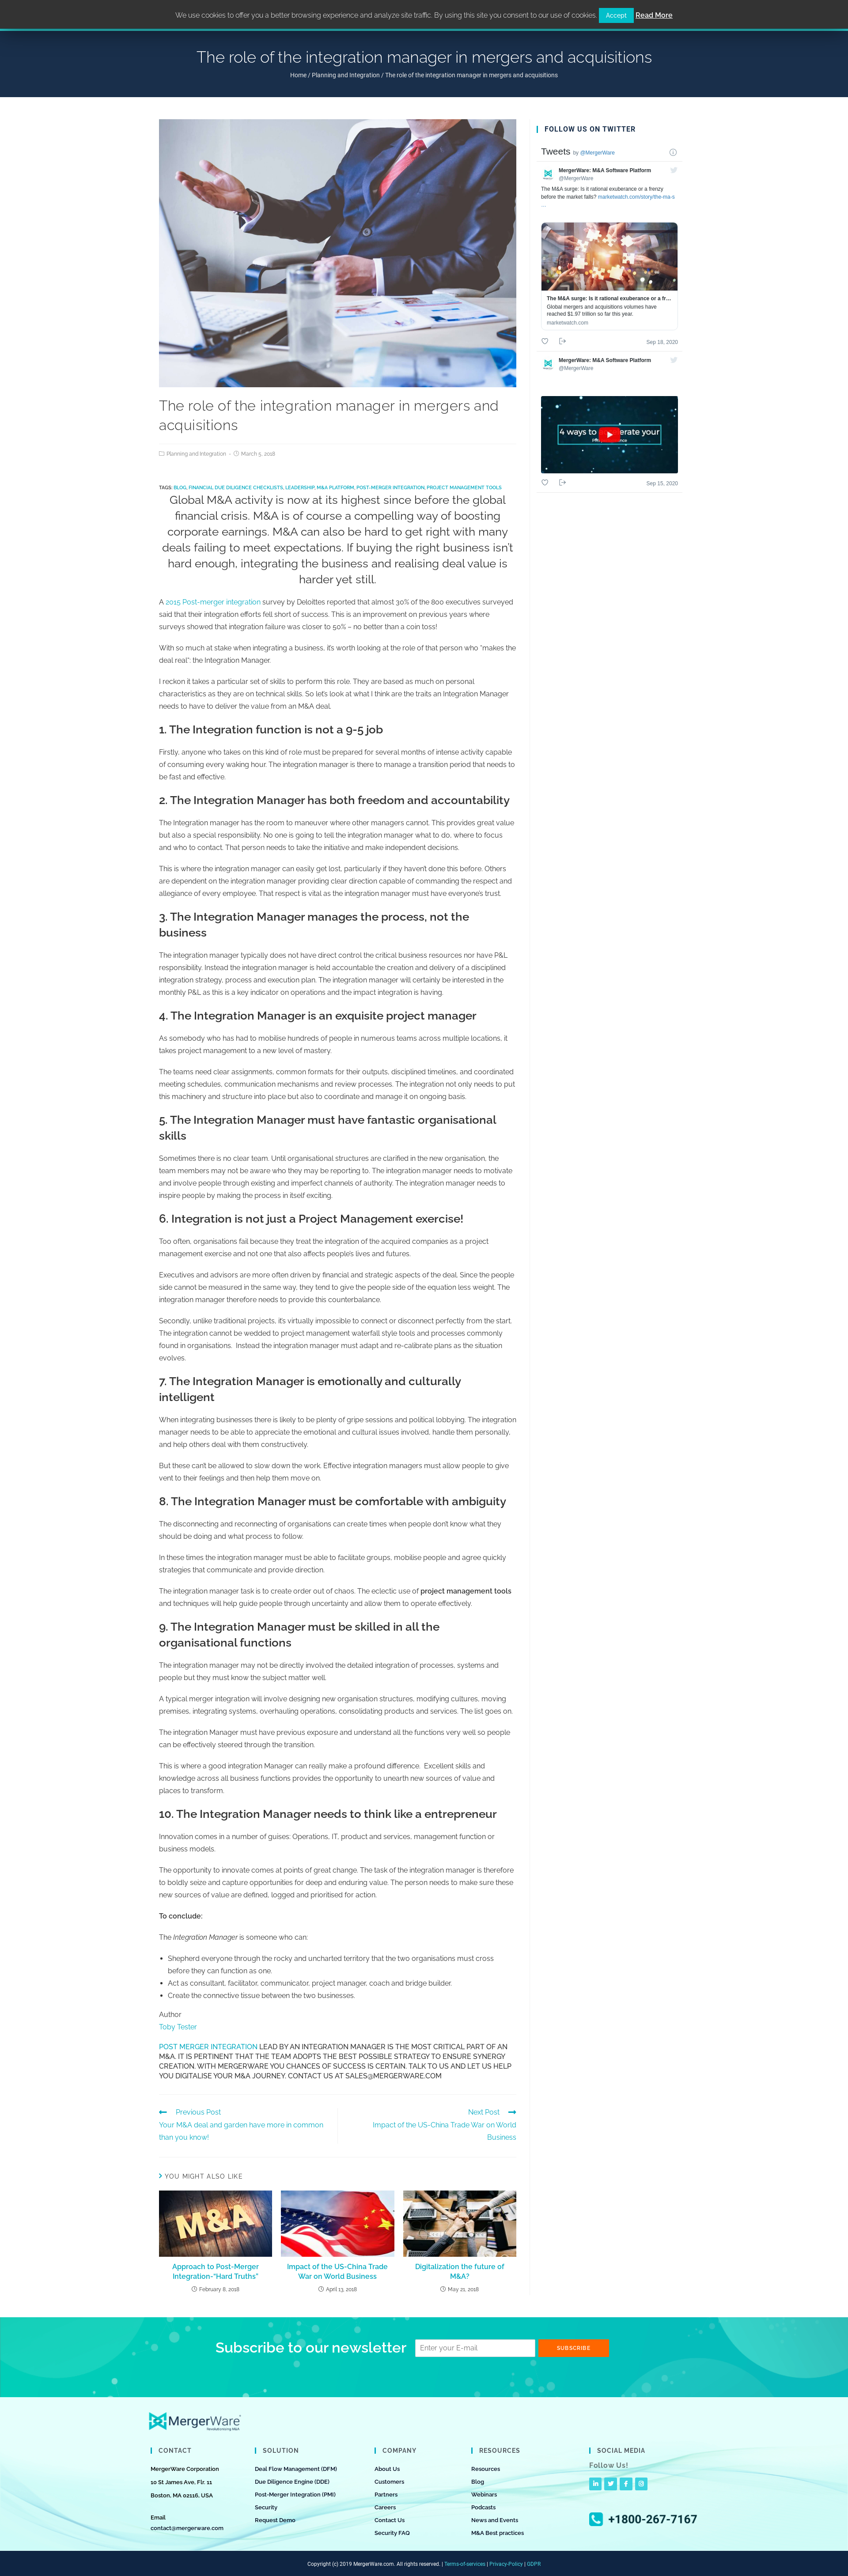 We use cookies to offer you a better browsing experience and analyze site traffic. By using this site you consent to our use of cookies. Accept Read More
The role of the integration manager in mergers and acquisitions
Home / Planning and Integration / The role of the integration manager in mergers and acquisitions
The role of the integration manager in mergers and
acquisitions
Planning and Integration - March 5, 2018
TAGS: BLOG, FINANCIAL DUE DILIGENCE CHECKLISTS, LEADERSHIP, M&A PLATFORM, POST-MERGER INTEGRATION, PROJECT MANAGEMENT TOOLS
Global M&A activity is now at its highest since before the global
financial crisis. M&A is of course a compelling way of boosting
corporate earnings. M&A can also be hard to get right with many
deals failing to meet expectations. If buying the right business isn't
hard enough, integrating the business and realising deal value is
harder yet still.
A 2015 Post-merger integration survey by Deloittes reported that almost 30% of the 800 executives surveyed
said that their integration efforts fell short of success. This is an improvement on previous years where
surveys showed that integration failure was closer to 50% – no better than a coin toss!
With so much at stake when integrating a business, it's worth looking at the role of that person who "makes the
deal real": the Integration Manager.
I reckon it takes a particular set of skills to perform this role. They are based as much on personal
characteristics as they are on technical skills. So let's look at what I think are the traits an Integration Manager
needs to have to deliver the value from an M&A deal.
1. The Integration function is not a 9-5 job
Firstly, anyone who takes on this kind of role must be prepared for several months of intense activity capable
of consuming every waking hour. The integration manager is there to manage a transition period that needs to
be fast and effective.
2. The Integration Manager has both freedom and accountability
The Integration manager has the room to maneuver where other managers cannot. This provides great value
but also a special responsibility. No one is going to tell the integration manager what to do, where to focus
and who to contact. That person needs to take the initiative and make independent decisions.
This is where the integration manager can easily get lost, particularly if they haven't done this before. Others
are dependent on the integration manager providing clear direction capable of commanding the respect and
allegiance of every employee. That respect is vital as the integration manager must have everyone's trust.
3. The Integration Manager manages the process, not the
business
The integration manager typically does not have direct control the critical business resources nor have P&L
responsibility. Instead the integration manager is held accountable the creation and delivery of a disciplined
integration strategy, process and execution plan. The integration manager will certainly be interested in the
monthly P&L as this is a key indicator on operations and the impact integration is having.
4. The Integration Manager is an exquisite project manager
As somebody who has had to mobilise hundreds of people in numerous teams across multiple locations, it
takes project management to a new level of mastery.
The teams need clear assignments, common formats for their outputs, disciplined timelines, and coordinated
meeting schedules, communication mechanisms and review processes. The integration not only needs to put
this machinery and structure into place but also to coordinate and manage it on ongoing basis.
5. The Integration Manager must have fantastic organisational
skills
Sometimes there is no clear team. Until organisational structures are clarified in the new organisation, the
team members may not be aware who they may be reporting to. The integration manager needs to motivate
and involve people through existing and imperfect channels of authority. The integration manager needs to
inspire people by making the process in itself exciting.
6. Integration is not just a Project Management exercise!
Too often, organisations fail because they treat the integration of the acquired companies as a project
management exercise and not one that also affects people's lives and futures.
Executives and advisors are more often driven by financial and strategic aspects of the deal. Since the people
side cannot be measured in the same way, they tend to give the people side of the equation less weight. The
integration manager therefore needs to provide this counterbalance.
Secondly, unlike traditional projects, it's virtually impossible to connect or disconnect perfectly from the start.
The integration cannot be wedded to project management waterfall style tools and processes commonly
found in organisations. Instead the integration manager must adapt and re-calibrate plans as the situation
evolves.
7. The Integration Manager is emotionally and culturally
intelligent
When integrating businesses there is likely to be plenty of gripe sessions and political lobbying. The integration
manager needs to be able to appreciate the emotional and cultural issues involved, handle them personally,
and help others deal with them constructively.
But these can't be allowed to slow down the work. Effective integration managers must allow people to give
vent to their feelings and then help them move on.
8. The Integration Manager must be comfortable with ambiguity
The disconnecting and reconnecting of organisations can create times when people don't know what they
should be doing and what process to follow.
In these times the integration manager must be able to facilitate groups, mobilise people and agree quickly
strategies that communicate and provide direction.
The integration manager task is to create order out of chaos. The eclectic use of project management tools
and techniques will help guide people through uncertainty and allow them to operate effectively.
9. The Integration Manager must be skilled in all the
organisational functions
The integration manager may not be directly involved the detailed integration of processes, systems and
people but they must know the subject matter well.
A typical merger integration will involve designing new organisation structures, modifying cultures, moving
premises, integrating systems, overhauling operations, consolidating products and services. The list goes on.
The integration Manager must have previous exposure and understand all the functions very well so people
can be effectively steered through the transition.
This is where a good integration Manager can really make a profound difference. Excellent skills and
knowledge across all business functions provides the opportunity to unearth new sources of value and
places to transform.
10. The Integration Manager needs to think like a entrepreneur
Innovation comes in a number of guises: Operations, IT, product and services, management function or
business models.
The opportunity to innovate comes at points of great change. The task of the integration manager is therefore
to boldly seize and capture opportunities for deep and enduring value. The person needs to make sure these
new sources of value are defined, logged and prioritised for action.
To conclude:
The Integration Manager is someone who can:
Shepherd everyone through the rocky and uncharted territory that the two organisations must cross
before they can function as one.
Act as consultant, facilitator, communicator, project manager, coach and bridge builder.
Create the connective tissue between the two businesses.
Author
Toby Tester
POST MERGER INTEGRATION LEAD BY AN INTEGRATION MANAGER IS THE MOST CRITICAL PART OF AN
M&A. IT IS PERTINENT THAT THE TEAM ADOPTS THE BEST POSSIBLE STRATEGY TO ENSURE SYNERGY
CREATION. WITH MERGERWARE YOU CHANCES OF SUCCESS IS CERTAIN. TALK TO US AND LET US HELP
YOU DIGITALISE YOUR M&A JOURNEY. CONTACT US AT SALES@MERGERWARE.COM
Previous Post
Your M&A deal and garden have more in common
than you know!
Next Post
Impact of the US-China Trade War on World
Business
YOU MIGHT ALSO LIKE
M&A
Approach to Post-Merger
Integration-"Hard Truths"
February 8, 2018
Impact of the US-China Trade
War on World Business
April 13, 2018
Digitalization the future of
M&A?
May 21, 2018
FOLLOW US ON TWITTER
Tweets by @MergerWare
MergerWare: M&A Software Platform
@MergerWare
The M&A surge: Is it rational exuberance or a frenzy
before the market falls? marketwatch.com/story/the-ma-s
…
The M&A surge: Is it rational exuberance or a fr...
Global mergers and acquisitions volumes have
reached $1.97 trillion so far this year.
marketwatch.com
Sep 18, 2020
MergerWare: M&A Software Platform
@MergerWare
4 ways to erate your
Sep 15, 2020
Subscribe to our newsletter
Enter your E-mail
SUBSCRIBE
MergerWare
CONTACT
MergerWare Corporation
10 St James Ave, Flr. 11
Boston, MA 02116, USA
Email
contact@mergerware.com
SOLUTION
Deal Flow Management (DFM)
Due Diligence Engine (DDE)
Post-Merger Integration (PMI)
Security
Request Demo
COMPANY
About Us
Customers
Partners
Careers
Contact Us
Security FAQ
RESOURCES
Resources
Blog
Webinars
Podcasts
News and Events
M&A Best practices
SOCIAL MEDIA
Follow Us!
+1800-267-7167
Copyright (c) 2019 MergerWare.com. All rights reserved. | Terms-of-services | Privacy-Policy | GDPR